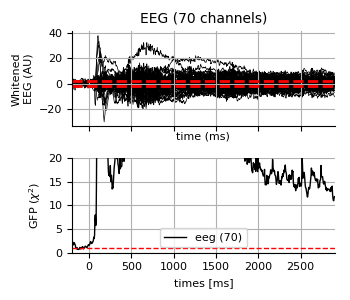 EEG (70 channels)
40
20
0
−20
Whitened
EEG (AU)
time (ms)
20
15
10
5
0
GFP (χ²)
eeg (70)
0
500
1000
1500
2000
2500
times [ms]